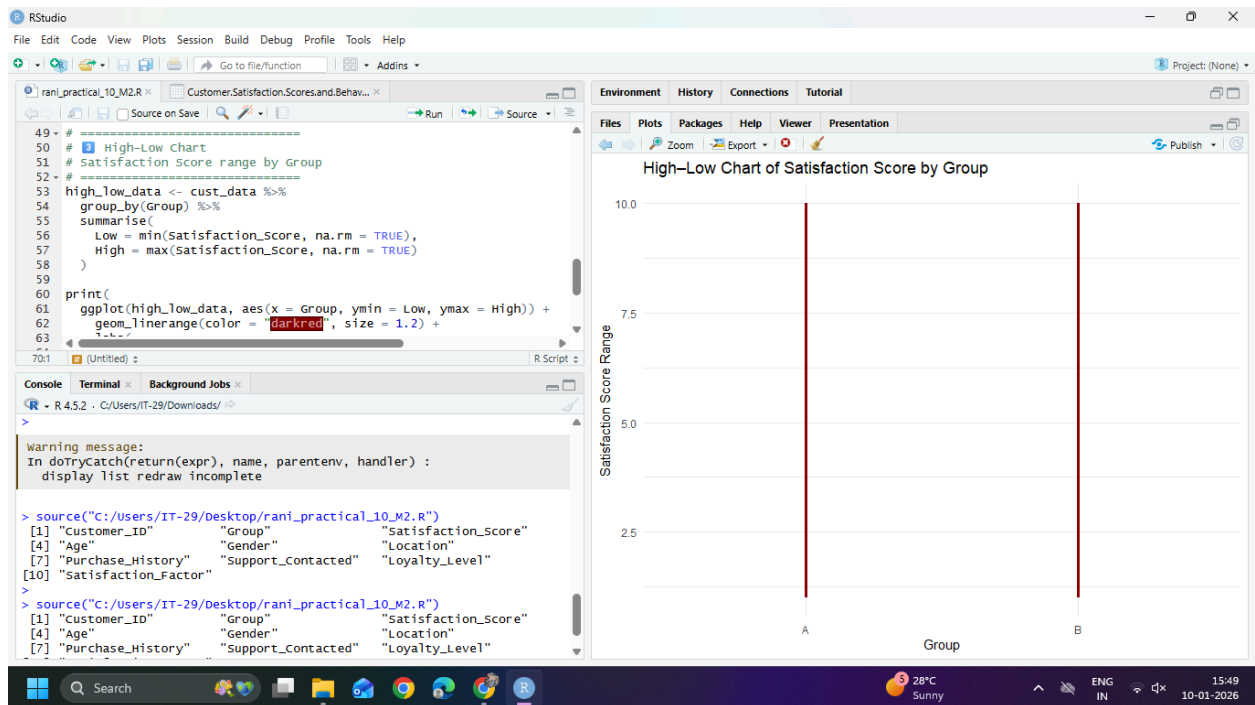 RStudio
File Edit Code View Plots Session Build Debug Profile Tools Help
Go to file/function Addins Project: (None)
rani_practical_10_M2.R Customer.Satisfaction.Scores.and.Behav...
Source on Save Run Source
49 # ==============================
50 # 3 High–Low Chart
51 # Satisfaction Score range by Group
52 # ==============================
53 high_low_data <- cust_data %>%
54 group_by(Group) %>%
55 summarise(
56 Low = min(Satisfaction_Score, na.rm = TRUE),
57 High = max(Satisfaction_Score, na.rm = TRUE)
58 )
59
60 print(
61 ggplot(high_low_data, aes(x = Group, ymin = Low, ymax = High)) +
62 geom_linerange(color = "darkred", size = 1.2) +
63
70:1 (Untitled) R Script
Console Terminal Background Jobs
R 4.5.2 · C:/Users/IT-29/Downloads/
>
Warning message:
In doTryCatch(return(expr), name, parentenv, handler) :
display list redraw incomplete
> source("C:/Users/IT-29/Desktop/rani_practical_10_M2.R")
[1] "Customer_ID" "Group" "Satisfaction_Score"
[4] "Age" "Gender" "Location"
[7] "Purchase_History" "Support_Contacted" "Loyalty_Level"
[10] "Satisfaction_Factor"
>
> source("C:/Users/IT-29/Desktop/rani_practical_10_M2.R")
[1] "Customer_ID" "Group" "Satisfaction_Score"
[4] "Age" "Gender" "Location"
[7] "Purchase_History" "Support_Contacted" "Loyalty_Level"
Environment History Connections Tutorial
Files Plots Packages Help Viewer Presentation
Zoom Export Publish
High–Low Chart of Satisfaction Score by Group
Satisfaction Score Range
10.0
7.5
5.0
2.5
A B
Group
Search
5
28°C
Sunny
ENG
IN
15:49
10-01-2026